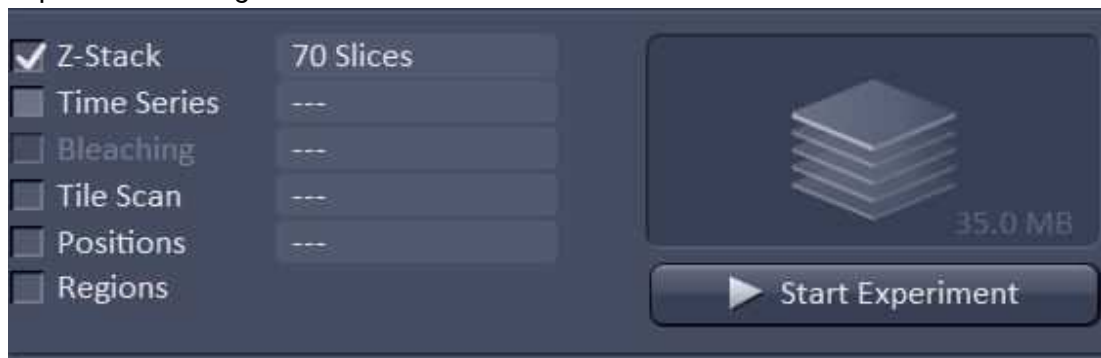 Z-Stack 70 Slices
Time Series ---
Bleaching ---
Tile Scan ---
Positions ---
Regions
35.0 MB
Start Experiment